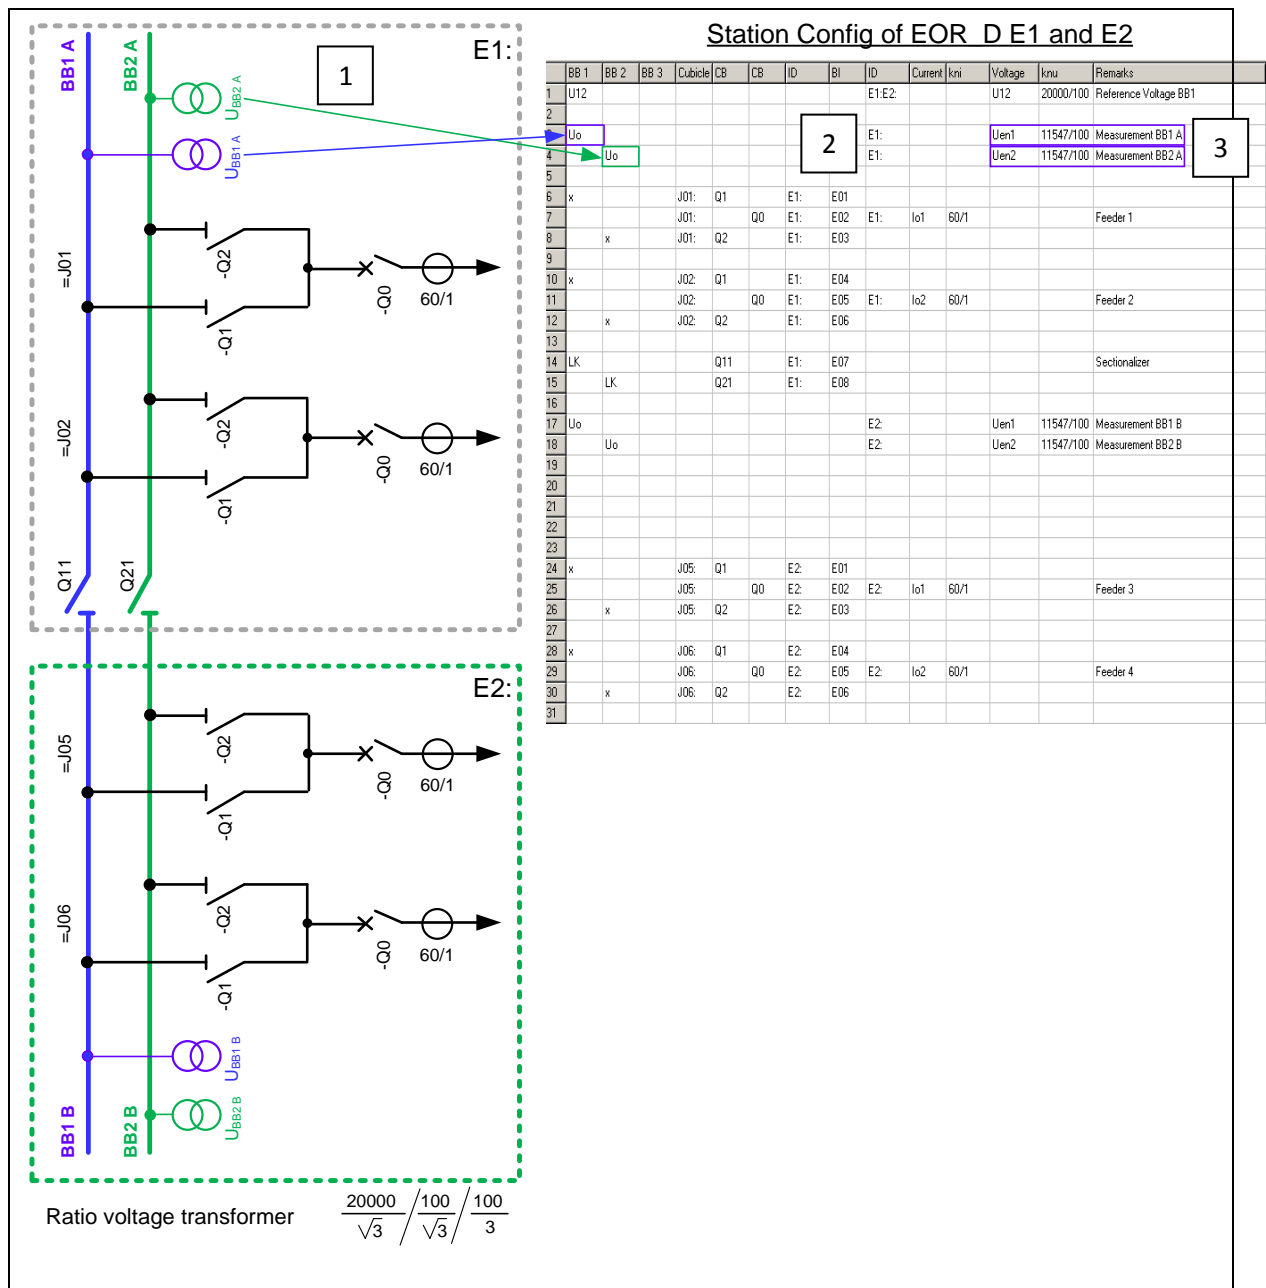 Station Config of EOR_D E1 and E2
BB1 A
BB2 A
E1:
1
U BB2 A
U BB1 A
=J01
-Q2
-Q1
-Q0
60/1
=J02
-Q2
-Q1
-Q0
60/1
Q11
Q21
E2:
=J05
-Q2
-Q1
-Q0
60/1
=J06
-Q2
-Q1
-Q0
60/1
U BB1 B
U BB2 B
BB1 B
BB2 B
Ratio voltage transformer 20000/√3 / 100/√3 / 100/3
BB 1 BB 2 BB 3 Cubicle CB CB ID BI ID Current kni Voltage knu Remarks
1 U12 E1:E2: U12 20000/100 Reference Voltage BB1
2
Uo E1: Uen1 11547/100 Measurement BB1 A
4 Uo E1: Uen2 11547/100 Measurement BB2 A
2
3
5
6 x J01: Q1 E1: E01
7 J01: Q0 E1: E02 E1: Io1 60/1 Feeder 1
8 x J01: Q2 E1: E03
9
10 x J02: Q1 E1: E04
11 J02: Q0 E1: E05 E1: Io2 60/1 Feeder 2
12 x J02: Q2 E1: E06
13
14 LK Q11 E1: E07 Sectionalizer
15 LK Q21 E1: E08
16
17 Uo E2: Uen1 11547/100 Measurement BB1 B
18 Uo E2: Uen2 11547/100 Measurement BB2 B
19
20
21
22
23
24 x J05: Q1 E2: E01
25 J05: Q0 E2: E02 E2: Io1 60/1 Feeder 3
26 x J05: Q2 E2: E03
27
28 x J06: Q1 E2: E04
29 J06: Q0 E2: E05 E2: Io2 60/1 Feeder 4
30 x J06: Q2 E2: E06
31